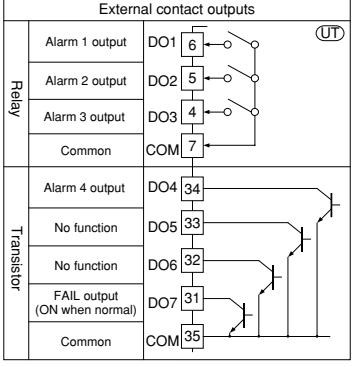 External contact outputs
UT
Relay
Alarm 1 output DO1 6
Alarm 2 output DO2 5
Alarm 3 output DO3 4
Common COM 7
Transistor
Alarm 4 output DO4 34
No function DO5 33
No function DO6 32
FAIL output
(ON when normal) DO7 31
Common COM 35